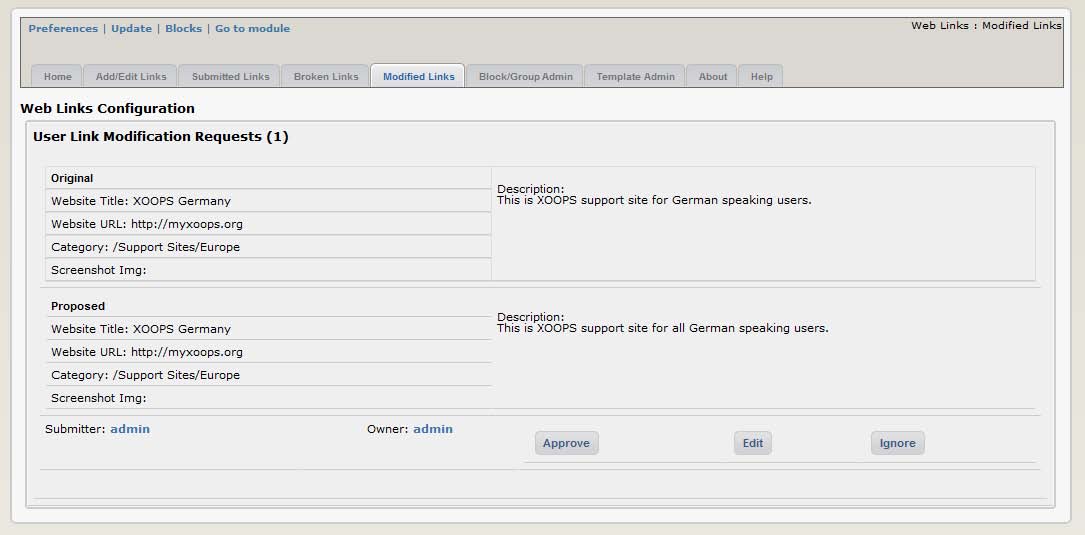 Preferences | Update | Blocks | Go to module
Web Links : Modified Links
Home Add/Edit Links Submitted Links Broken Links Modified Links Block/Group Admin Template Admin About Help
Web Links Configuration
User Link Modification Requests (1)
Original
Website Title: XOOPS Germany
Website URL: http://myxoops.org
Category: /Support Sites/Europe
Screenshot Img:
Description:
This is XOOPS support site for German speaking users.
Proposed
Website Title: XOOPS Germany
Website URL: http://myxoops.org
Category: /Support Sites/Europe
Screenshot Img:
Description:
This is XOOPS support site for all German speaking users.
Submitter: admin
Owner: admin
Approve Edit Ignore